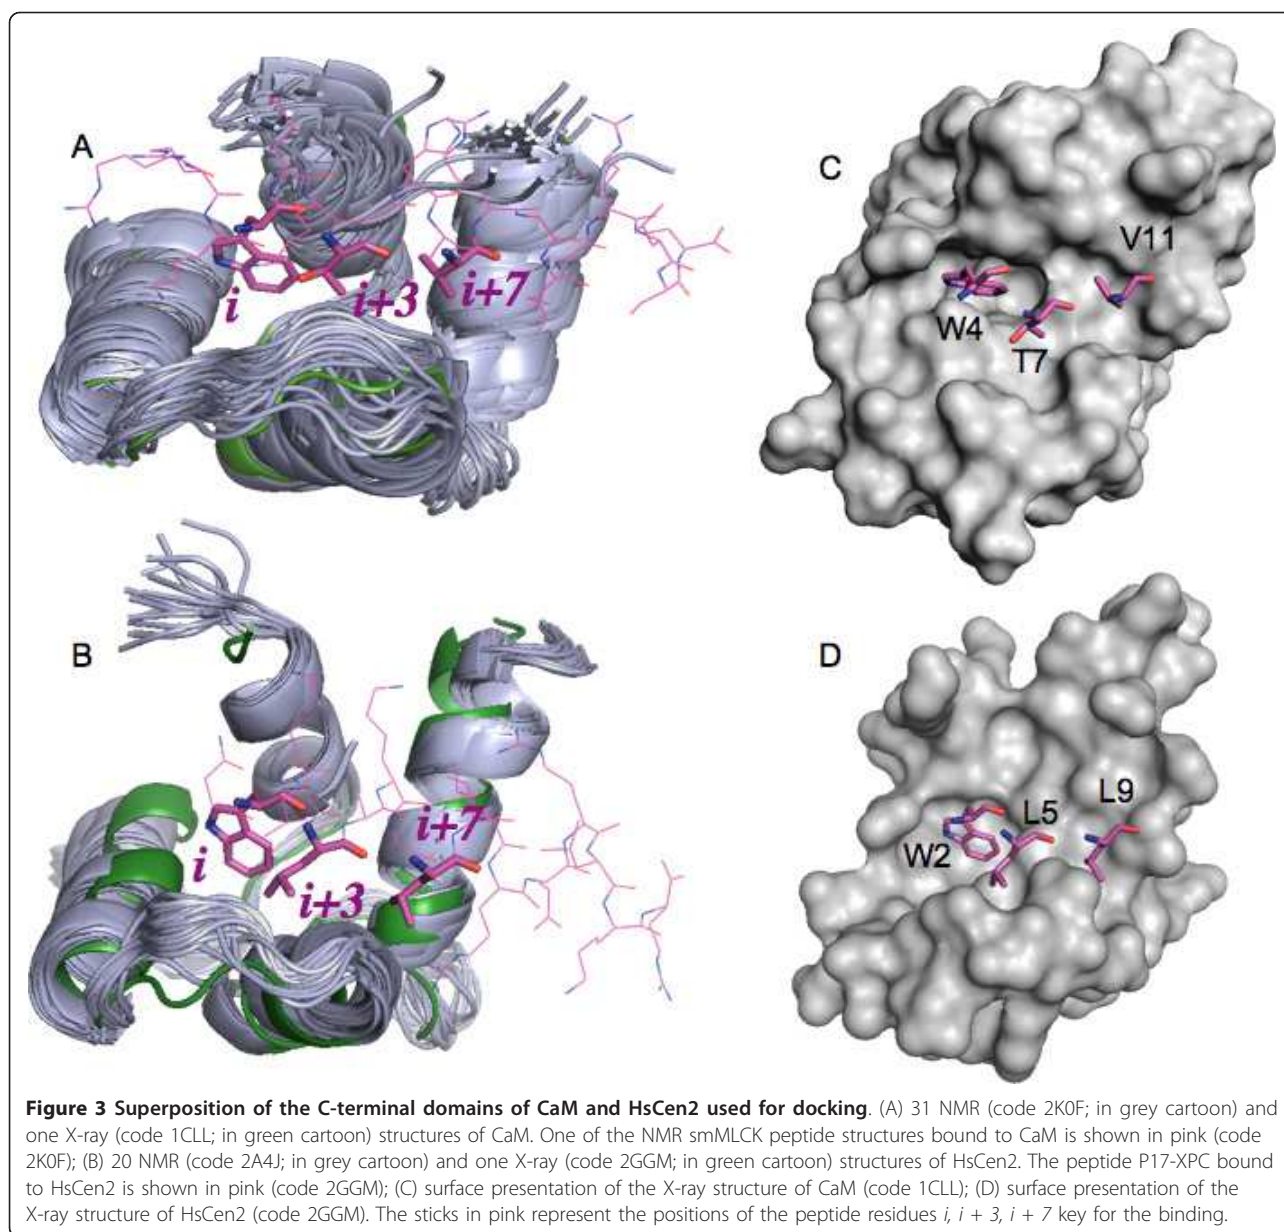 A
i
i+3
i+7
C
V11
W4
T7
B
i
i+3
i+7
D
L5
L9
W2
Figure 3 Superposition of the C-terminal domains of CaM and HsCen2 used for docking. (A) 31 NMR (code 2K0F; in grey cartoon) and
one X-ray (code 1CLL; in green cartoon) structures of CaM. One of the NMR smMLCK peptide structures bound to CaM is shown in pink (code
2K0F); (B) 20 NMR (code 2A4J; in grey cartoon) and one X-ray (code 2GGM; in green cartoon) structures of HsCen2. The peptide P17-XPC bound
to HsCen2 is shown in pink (code 2GGM); (C) surface presentation of the X-ray structure of CaM (code 1CLL); (D) surface presentation of the
X-ray structure of HsCen2 (code 2GGM). The sticks in pink represent the positions of the peptide residues i, i + 3, i + 7 key for the binding.